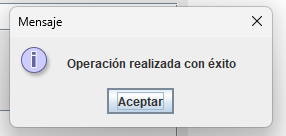 Mensaje
Operación realizada con éxito
Aceptar